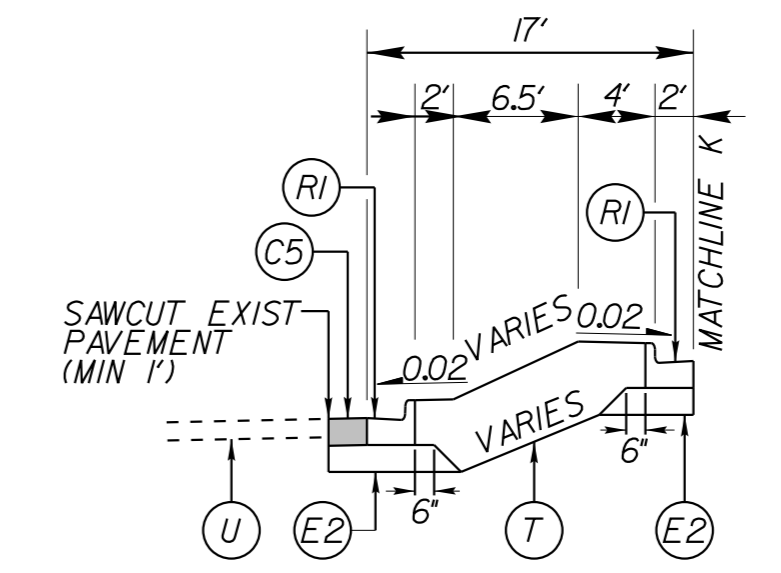 17'
2' 6.5' 4' 2'
MATCHLINE K
R1
R1
C5
SAWCUT EXIST
PAVEMENT
(MIN 1')
VARIES
0.02
0.02
VARIES
6"
6"
U
E2
T
E2